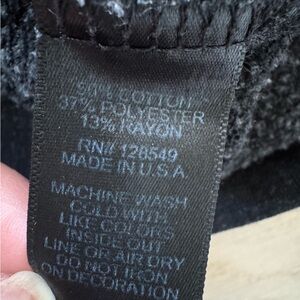 50% COTTON
37% POLYESTER
13% RAYON
RN# 128549
MADE IN U.S.A
MACHINE WASH
COLD WITH
LIKE COLORS
INSIDE OUT
LINE OR AIR DRY
DO NOT IRON
ON DECORATION